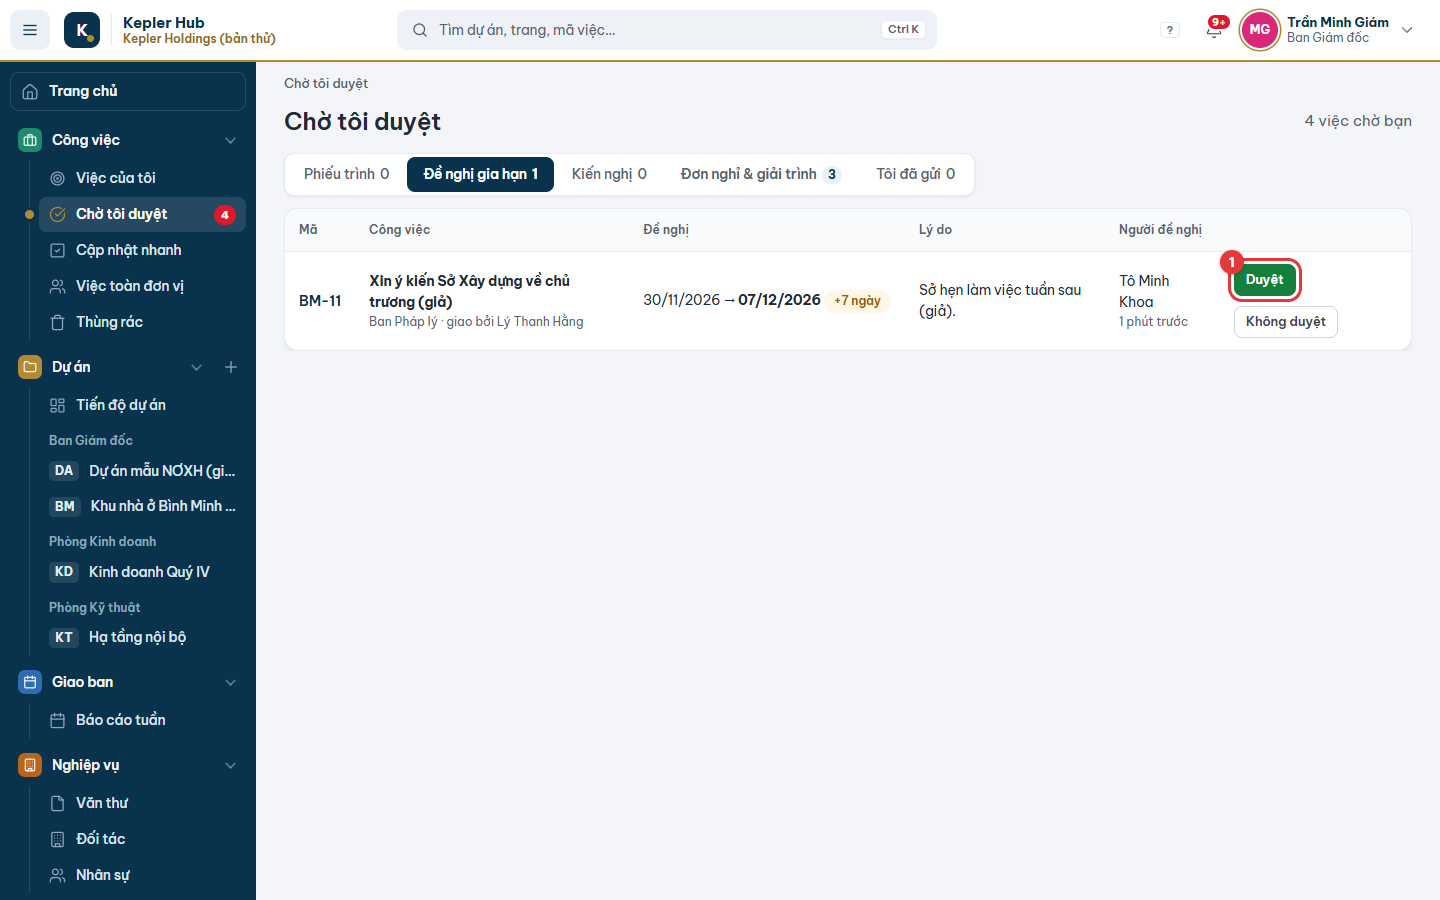 K
Kepler Hub
Kepler Holdings (bản thử)
Tìm dự án, trang, mã việc...
Ctrl K
?
9+
MG
Trần Minh Giám
Ban Giám đốc
Trang chủ
Công việc
Việc của tôi
Chờ tôi duyệt
4
Cập nhật nhanh
Việc toàn đơn vị
Thùng rác
Dự án
Tiến độ dự án
Ban Giám đốc
DA Dự án mẫu NƠXH (gi...
BM Khu nhà ở Bình Minh ...
Phòng Kinh doanh
KD Kinh doanh Quý IV
Phòng Kỹ thuật
KT Hạ tầng nội bộ
Giao ban
Báo cáo tuần
Nghiệp vụ
Văn thư
Đối tác
Nhân sự
Chờ tôi duyệt
Chờ tôi duyệt
4 việc chờ bạn
Phiếu trình 0
Đề nghị gia hạn 1
Kiến nghị 0
Đơn nghỉ & giải trình 3
Tôi đã gửi 0
Mã
Công việc
Đề nghị
Lý do
Người đề nghị
BM-11
Xin ý kiến Sở Xây dựng về chủ
trương (giả)
Ban Pháp lý · giao bởi Lý Thanh Hằng
30/11/2026 → 07/12/2026 +7 ngày
Sở hẹn làm việc tuần sau
(giả).
Tô Minh
Khoa
1 phút trước
1
Duyệt
Không duyệt